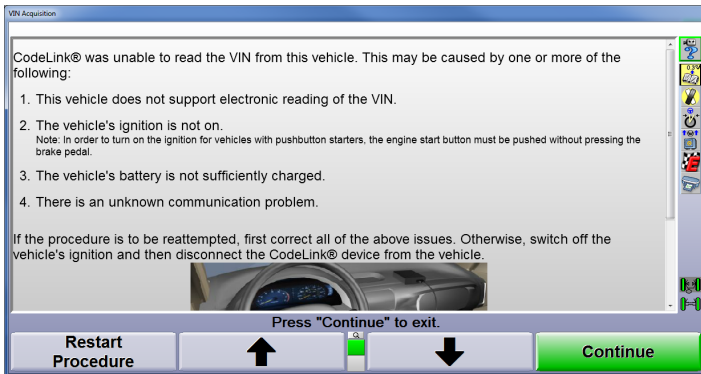 VIN Acquisition
CodeLink® was unable to read the VIN from this vehicle. This may be caused by one or more of the
following:
1. This vehicle does not support electronic reading of the VIN.
2. The vehicle's ignition is not on.
Note: In order to turn on the ignition for vehicles with pushbutton starters, the engine start button must be pushed without pressing the
brake pedal.
3. The vehicle's battery is not sufficiently charged.
4. There is an unknown communication problem.
If the procedure is to be reattempted, first correct all of the above issues. Otherwise, switch off the
vehicle's ignition and then disconnect the CodeLink® device from the vehicle.
Press "Continue" to exit.
Restart
Procedure
Continue